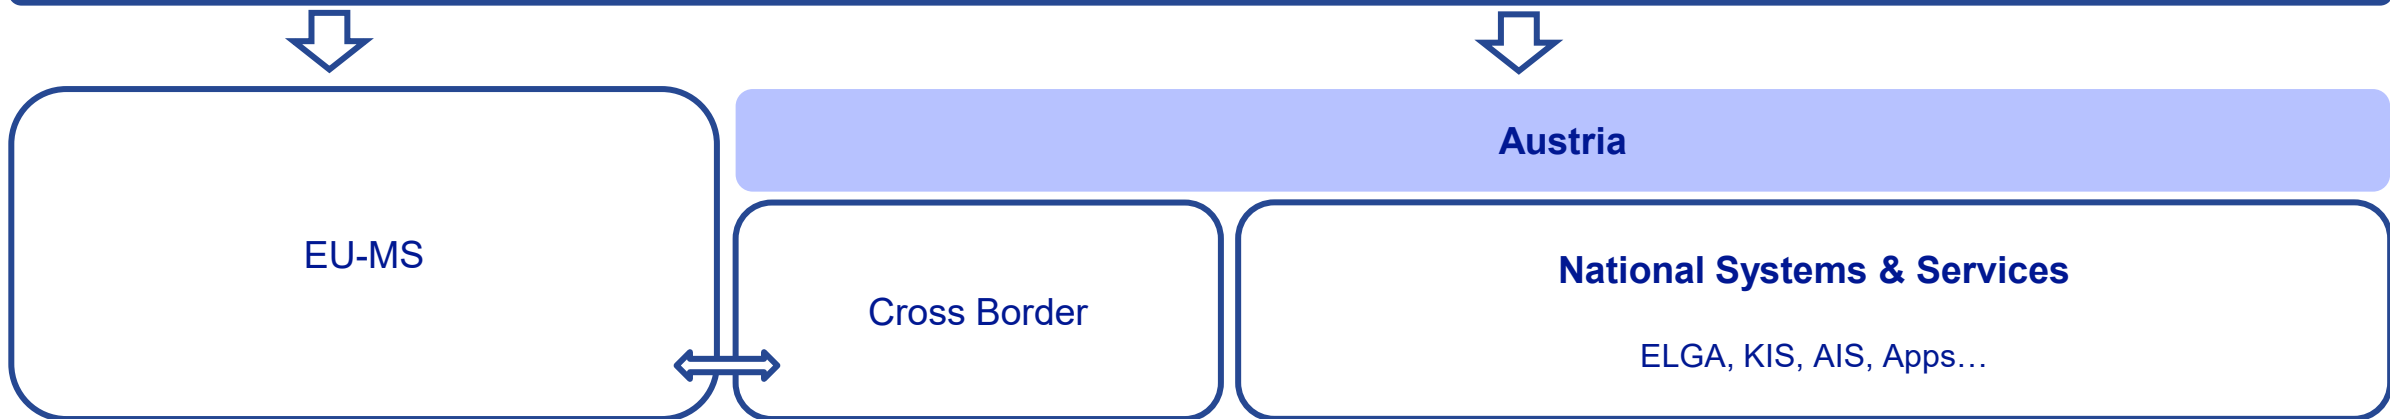 Austria
EU-MS
Cross Border
National Systems & Services
ELGA, KIS, AIS, Apps…